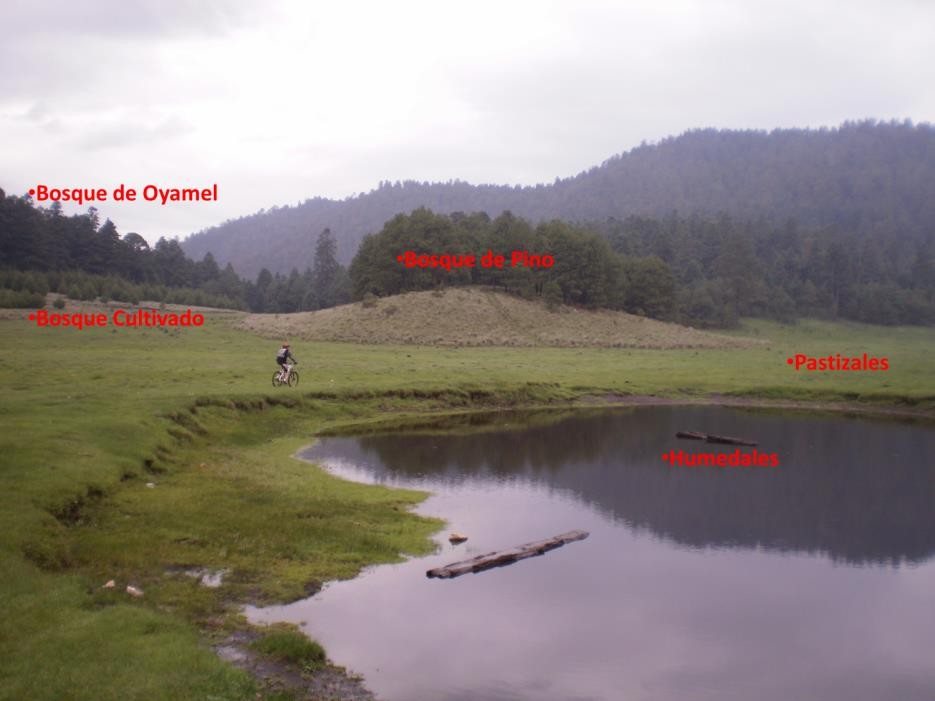 •Bosque de Oyamel
•Bosque de Pino
•Bosque Cultivado
•Pastizales
•Humedales